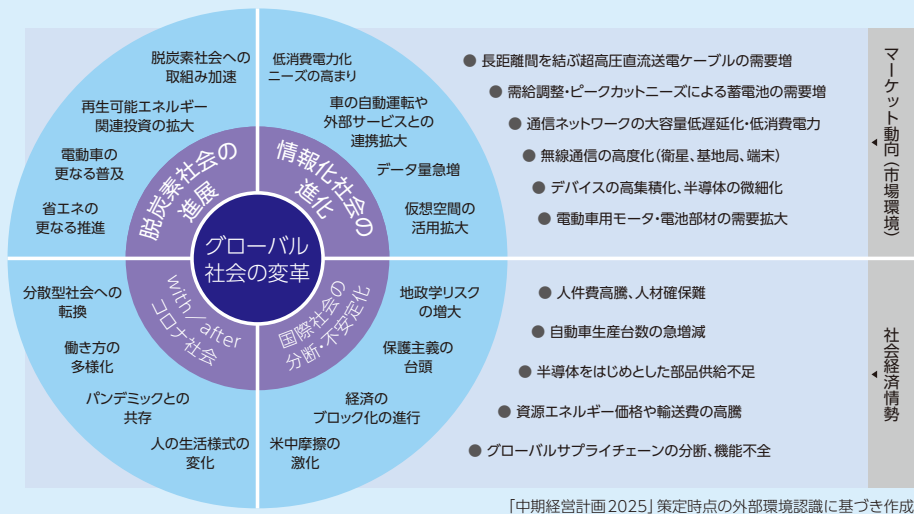 脱炭素社会への
取組み加速
再生可能エネルギー
関連投資の拡大
電動車の
更なる普及
省エネの
更なる推進
脱炭素社会の
進展
低消費電力化
ニーズの高まり
車の自動運転や
外部サービスとの
連携拡大
データ量急増
仮想空間の
活用拡大
情報化社会の
進化
グローバル
社会の変革
with/after
コロナ社会
分散型社会への
転換
働き方の
多様化
パンデミックとの
共存
人の生活様式の
変化
国際社会の
分断・不安定化
地政学リスク
の増大
保護主義の
台頭
経済の
ブロック化の進行
米中摩擦の
激化
● 長距離間を結ぶ超高圧直流送電ケーブルの需要増
● 需給調整・ピークカットニーズによる蓄電池の需要増
● 通信ネットワークの大容量低遅延化・低消費電力
● 無線通信の高度化(衛星、基地局、端末)
● デバイスの高集積化、半導体の微細化
● 電動車用モータ・電池部材の需要拡大
マーケット動向(市場環境)
● 人件費高騰、人材確保難
● 自動車生産台数の急増減
● 半導体をはじめとした部品供給不足
● 資源エネルギー価格や輸送費の高騰
● グローバルサプライチェーンの分断、機能不全
社会経済情勢
「中期経営計画2025」策定時点の外部環境認識に基づき作成